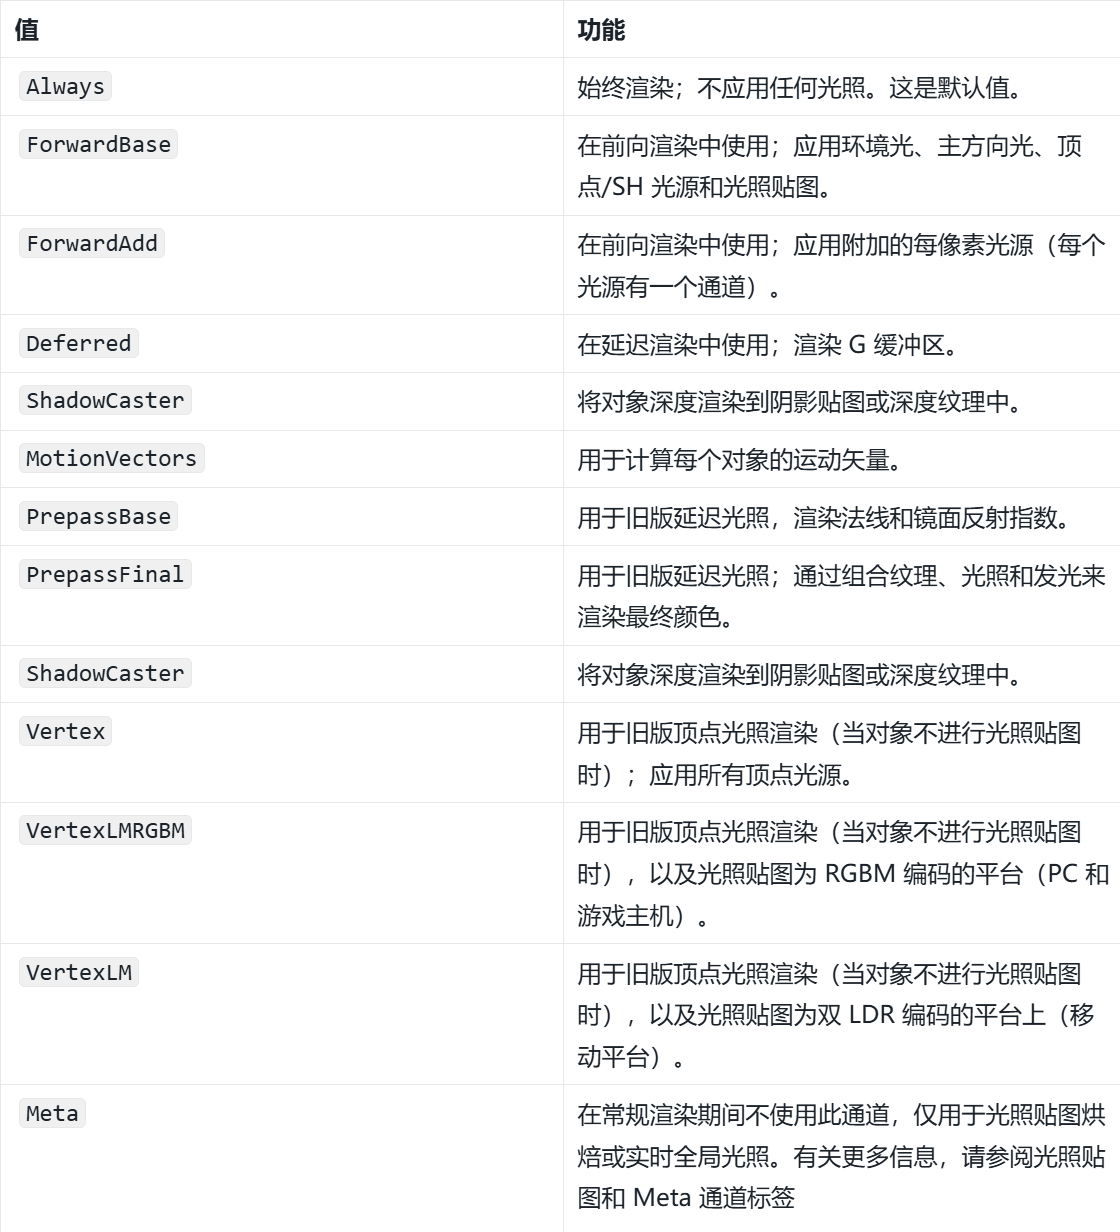 值 功能
Always 始终渲染；不应用任何光照。这是默认值。
ForwardBase 在前向渲染中使用；应用环境光、主方向光、顶
点/SH 光源和光照贴图。
ForwardAdd 在前向渲染中使用；应用附加的每像素光源（每个
光源有一个通道）。
Deferred 在延迟渲染中使用；渲染 G 缓冲区。
ShadowCaster 将对象深度渲染到阴影贴图或深度纹理中。
MotionVectors 用于计算每个对象的运动矢量。
PrepassBase 用于旧版延迟光照，渲染法线和镜面反射指数。
PrepassFinal 用于旧版延迟光照；通过组合纹理、光照和发光来
渲染最终颜色。
ShadowCaster 将对象深度渲染到阴影贴图或深度纹理中。
Vertex 用于旧版顶点光照渲染（当对象不进行光照贴图
时）；应用所有顶点光源。
VertexLMRGBM 用于旧版顶点光照渲染（当对象不进行光照贴图
时），以及光照贴图为 RGBM 编码的平台（PC 和
游戏主机）。
VertexLM 用于旧版顶点光照渲染（当对象不进行光照贴图
时），以及光照贴图为双 LDR 编码的平台上（移
动平台）。
Meta 在常规渲染期间不使用此通道，仅用于光照贴图烘
焙或实时全局光照。有关更多信息，请参阅光照贴
图和 Meta 通道标签